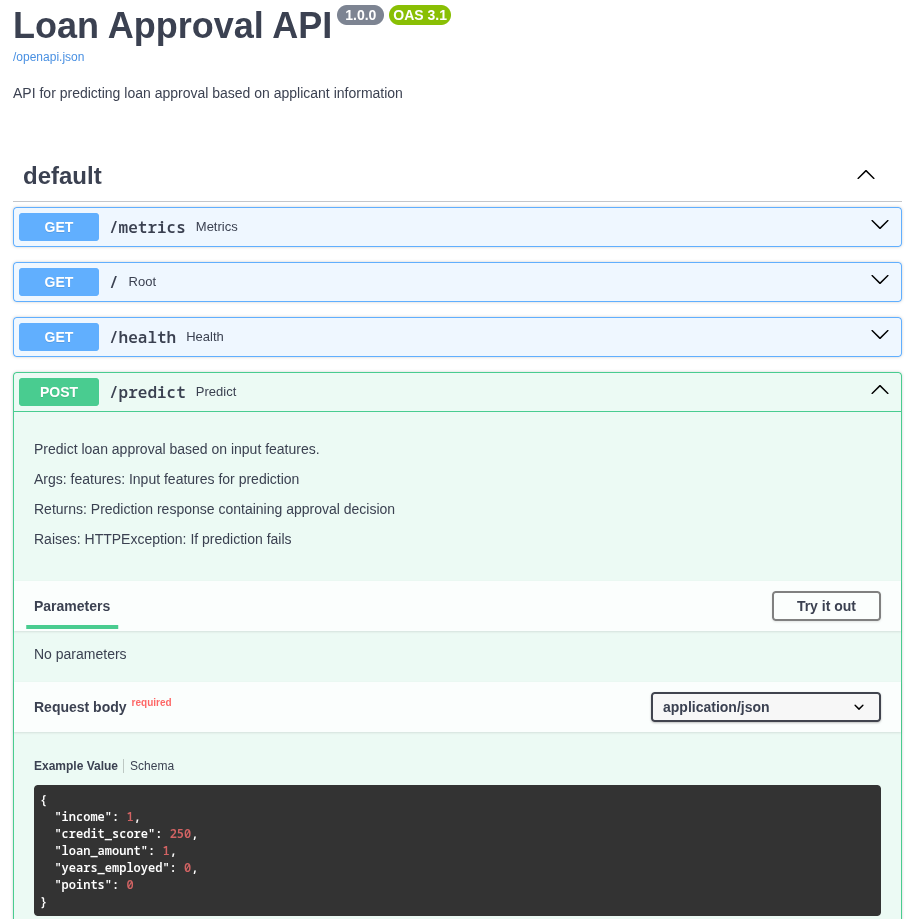 Loan Approval API 1.0.0 OAS 3.1
/openapi.json
API for predicting loan approval based on applicant information
default
GET /metrics Metrics
GET / Root
GET /health Health
POST /predict Predict
Predict loan approval based on input features.
Args: features: Input features for prediction
Returns: Prediction response containing approval decision
Raises: HTTPException: If prediction fails
Parameters Try it out
No parameters
Request body required application/json
Example Value Schema
{
  "income": 1,
  "credit_score": 250,
  "loan_amount": 1,
  "years_employed": 0,
  "points": 0
}